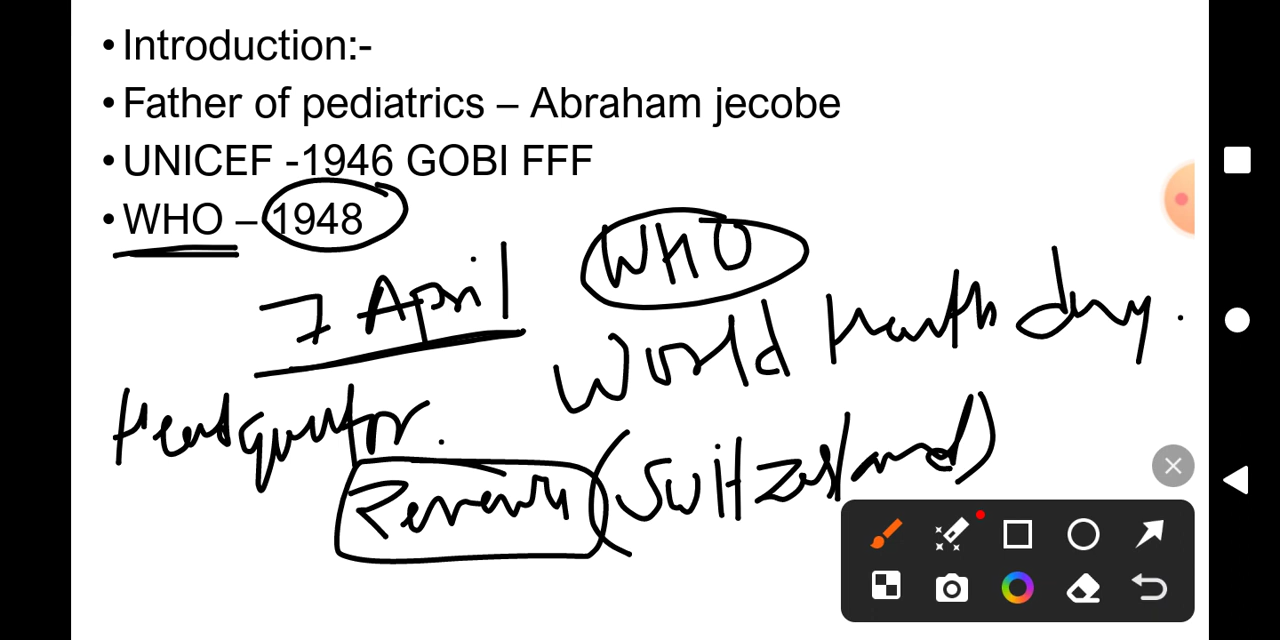 • Introduction:-
• Father of pediatrics – Abraham jecobe
• UNICEF -1946 GOBI FFF
• WHO – 1948
WHO
7 April
World Health day.
Headquator.
(Switzerland)